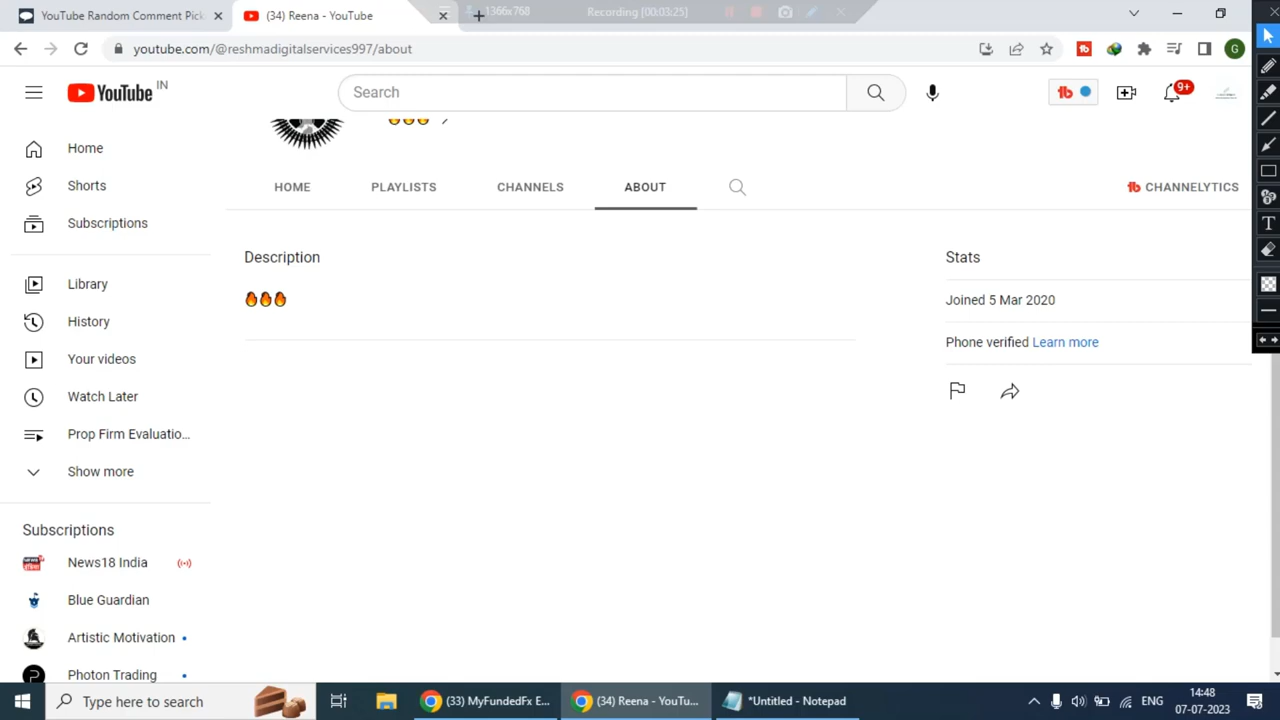 YouTube Random Comment Pick
(34) Reena - YouTube
1366x768
Recording [00:03:25]
youtube.com/@reshmadigitalservices997/about
G
YouTube IN
Search
9+
🔥🔥🔥
HOME
PLAYLISTS
CHANNELS
ABOUT
CHANNELYTICS
Home
Shorts
Subscriptions
Library
History
Your videos
Watch Later
Prop Firm Evaluatio...
Show more
Subscriptions
News18 India
Blue Guardian
Artistic Motivation
Photon Trading
Description
🔥🔥🔥
Stats
Joined 5 Mar 2020
Phone verified Learn more
Type here to search
(33) MyFundedFx E...
(34) Reena - YouTu...
*Untitled - Notepad
ENG
14:48
07-07-2023